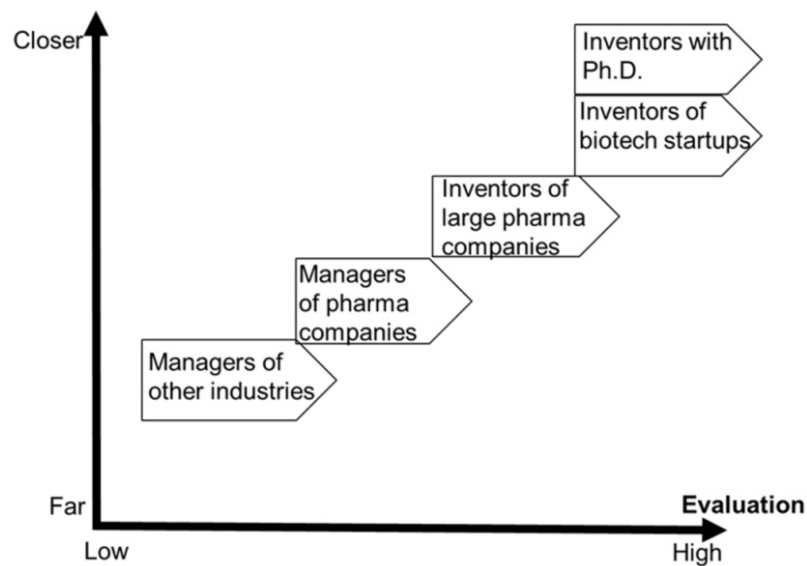 Closer
Inventors with
Ph.D.
Inventors of
biotech startups
Inventors of
large pharma
companies
Managers
of pharma
companies
Managers of
other industries
Far
Evaluation
Low
High